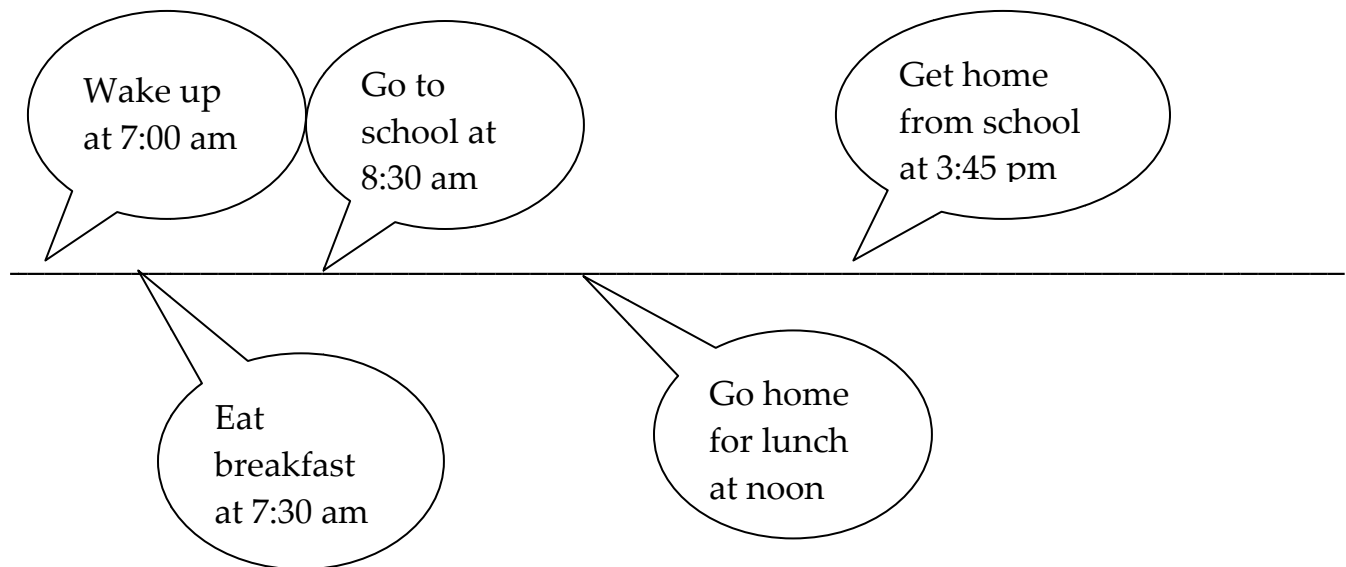 Wake up
at 7:00 am
Go to
school at
8:30 am
Get home
from school
at 3:45 pm
Eat
breakfast
at 7:30 am
Go home
for lunch
at noon